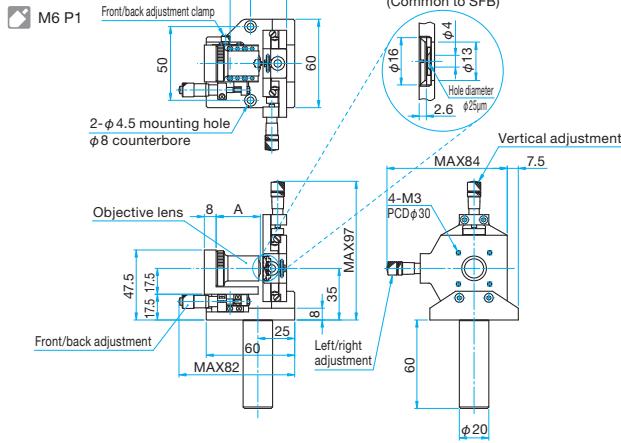 M6 P1
Front/back adjustment clamp
(Common to SFB)
50
60
φ16
φ4
φ13
Hole diameter
φ25μm
2.6
2-φ4.5 mounting hole
φ8 counterbore
Vertical adjustment
MAX84
7.5
4-M3
PCDφ30
Objective lens
8
A
MAX97
47.5
17.5
17.5
35
8
25
60
MAX82
Front/back adjustment
Left/right
adjustment
60
φ20